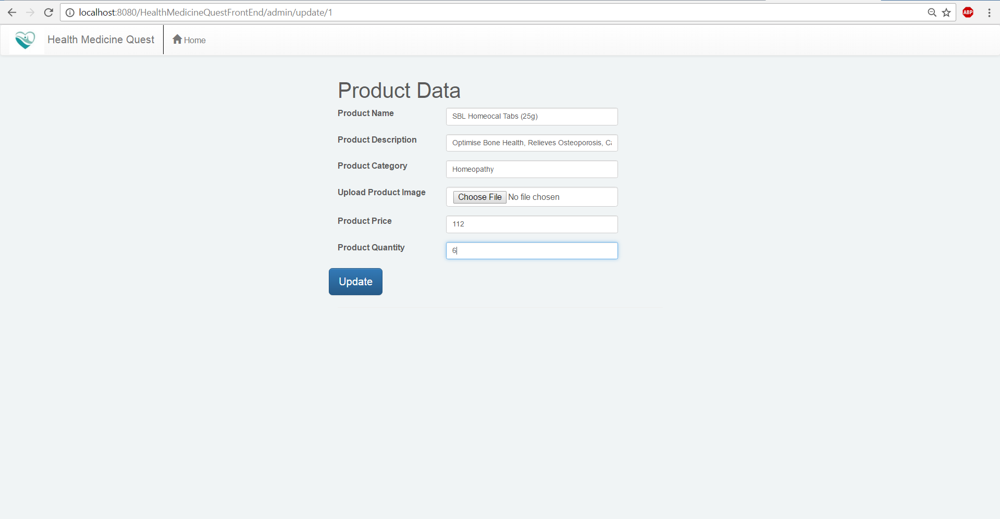 localhost:8080/HealthMedicineQuestFrontEnd/admin/update/1
ABP
Health Medicine Quest
Home
Product Data
Product Name
SBL Homeocal Tabs (25g)
Product Description
Optimise Bone Health, Relieves Osteoporosis,
Product Category
Homeopathy
Upload Product Image
Choose File No file chosen
Product Price
112
Product Quantity
6
Update